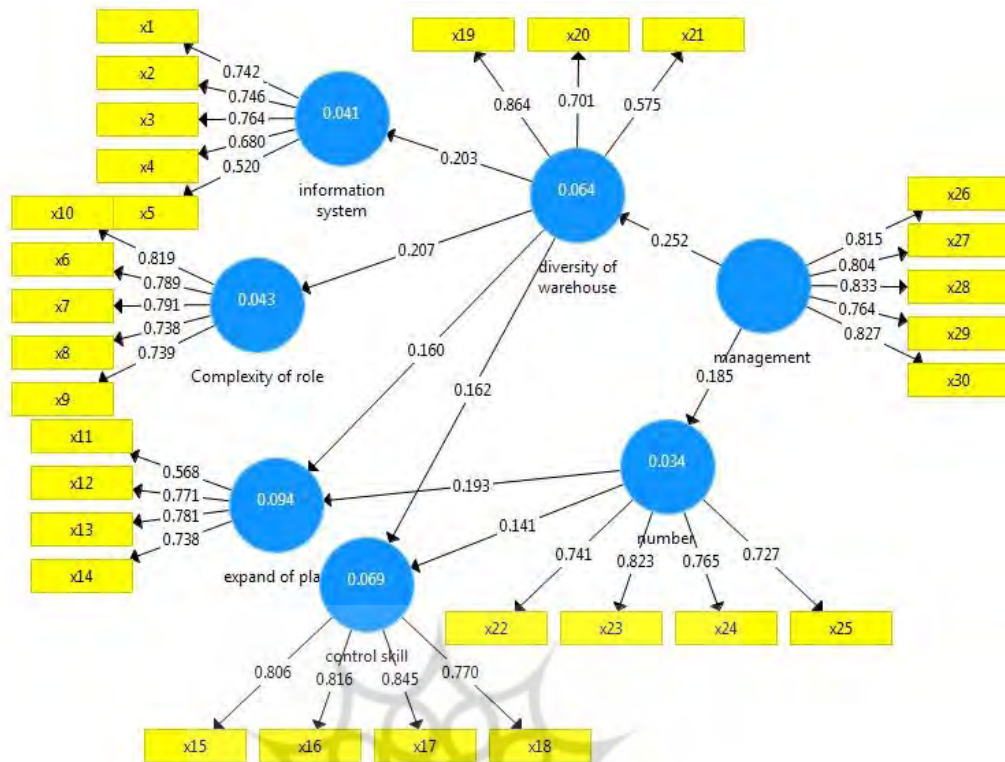 x1
x2
x3
x4
x10 x5
x6
x7
x8
x9
0.742
0.746
0.764
0.680
0.520
0.041
information
system
0.819
0.789
0.791
0.738
0.739
0.043
Complexity of role
x19 x20 x21
0.864 0.701 0.575
0.064
diversity of
warehouse
0.203
0.207
0.160
0.162
0.252
management
0.185
x26
x27
x28
x29
x30
0.815
0.804
0.833
0.764
0.827
x11
x12
x13
x14
0.568
0.771
0.781
0.738
0.094
expand of pla
0.193
0.141
0.034
number
0.741 0.823 0.765 0.727
x22 x23 x24 x25
0.069
control skill
0.806 0.816 0.845 0.770
x15 x16 x17 x18